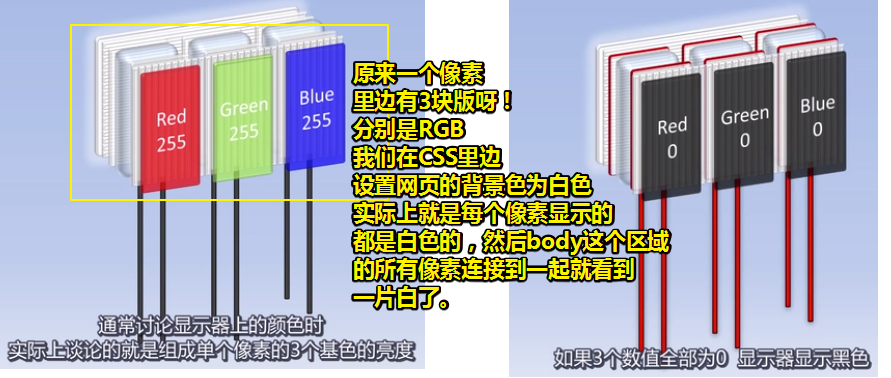 Red
255
Green
255
Blue
255
通常讨论显示器上的颜色时
实际上谈论的就是组成单个像素的3个基色的亮度
原来一个像素
里边有3块版呀！
分别是RGB
我们在CSS里边
设置网页的背景色为白色
实际上就是每个像素显示的
都是白色的，然后body这个区域
的所有像素连接到一起就看到
一片白了。
Red
0
Green
0
Blue
0
如果3个数值全部为0 显示器显示黑色